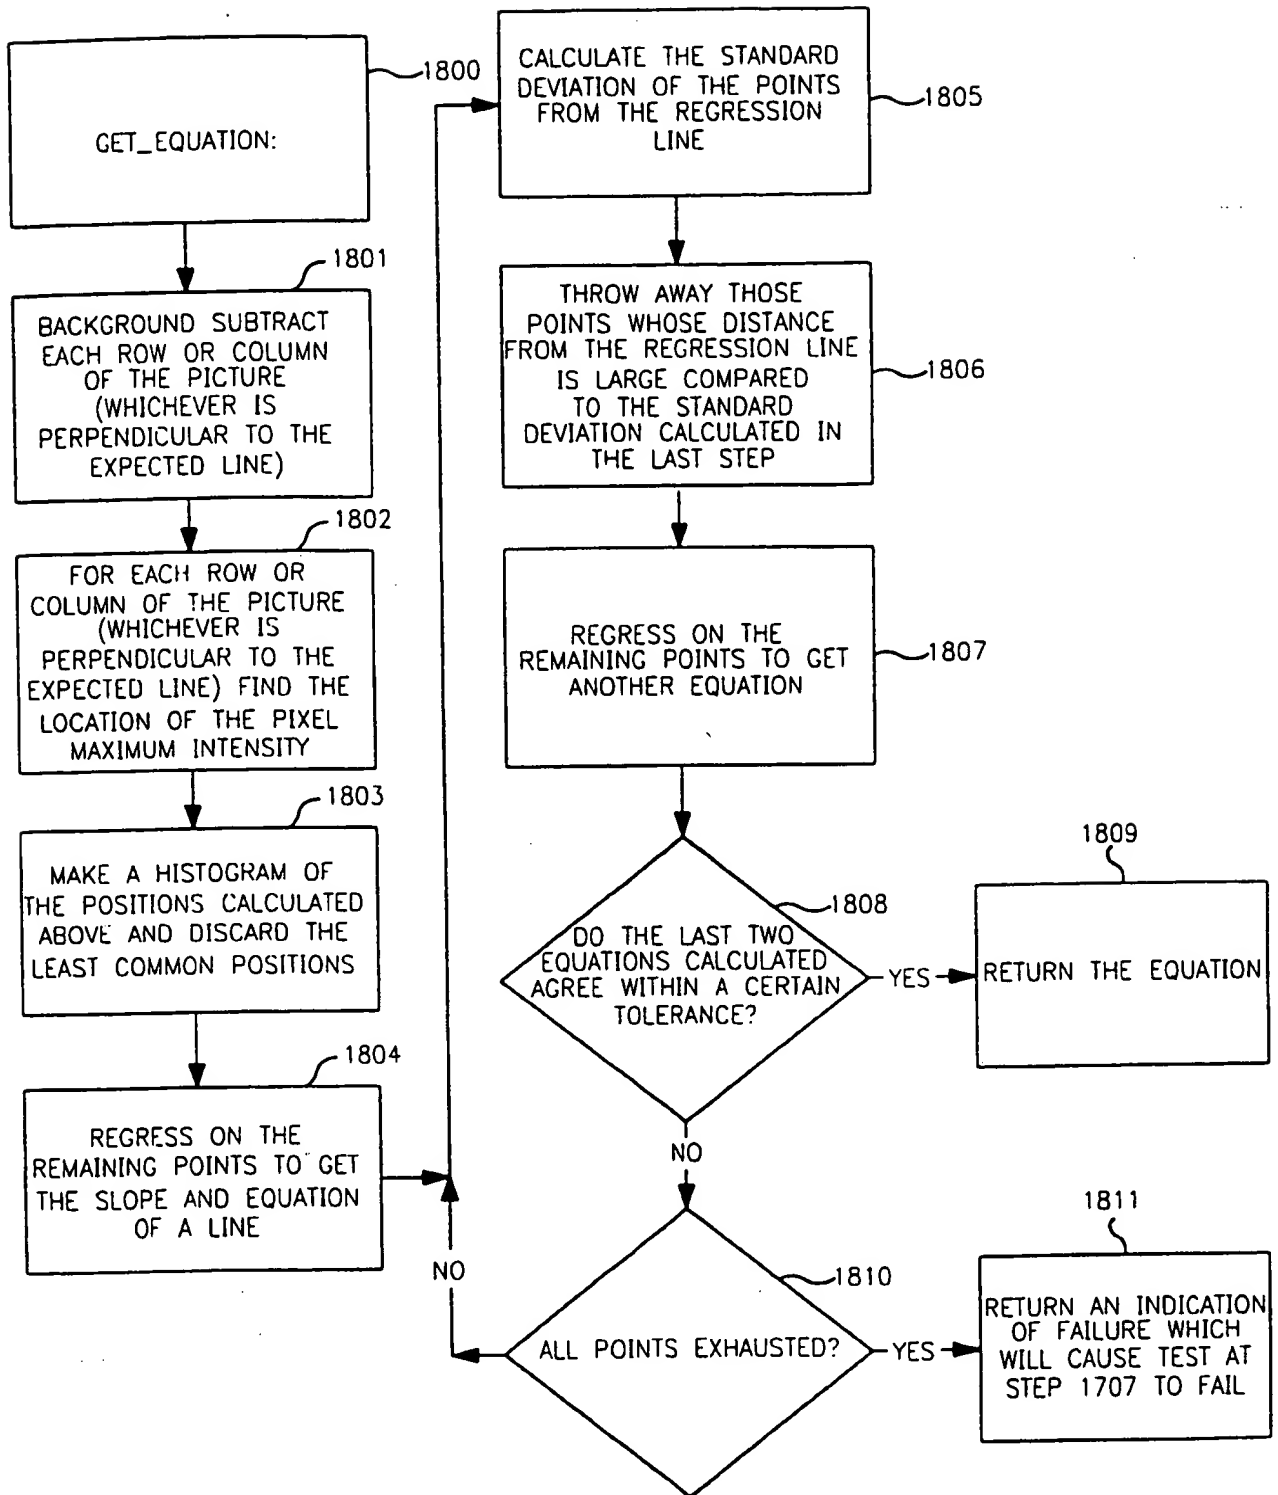 1800
GET_EQUATION:
1801
BACKGROUND SUBTRACT
EACH ROW OR COLUMN
OF THE PICTURE
(WHICHEVER IS
PERPENDICULAR TO THE
EXPECTED LINE)
1802
FOR EACH ROW OR
COLUMN OF THE PICTURE
(WHICHEVER IS
PERPENDICULAR TO THE
EXPECTED LINE) FIND THE
LOCATION OF THE PIXEL
MAXIMUM INTENSITY
1803
MAKE A HISTOGRAM OF
THE POSITIONS CALCULATED
ABOVE AND DISCARD THE
LEAST COMMON POSITIONS
1804
REGRESS ON THE
REMAINING POINTS TO GET
THE SLOPE AND EQUATION
OF A LINE
CALCULATE THE STANDARD
DEVIATION OF THE POINTS
FROM THE REGRESSION
LINE
1805
THROW AWAY THOSE
POINTS WHOSE DISTANCE
FROM THE REGRESSION LINE
IS LARGE COMPARED
TO THE STANDARD
DEVIATION CALCULATED IN
THE LAST STEP
1806
REGRESS ON THE
REMAINING POINTS TO GET
ANOTHER EQUATION
1807
1808
DO THE LAST TWO
EQUATIONS CALCULATED
AGREE WITHIN A CERTAIN
TOLERANCE?
YES
1809
RETURN THE EQUATION
NO
1810
ALL POINTS EXHAUSTED?
NO
YES
1811
RETURN AN INDICATION
OF FAILURE WHICH
WILL CAUSE TEST AT
STEP 1707 TO FAIL